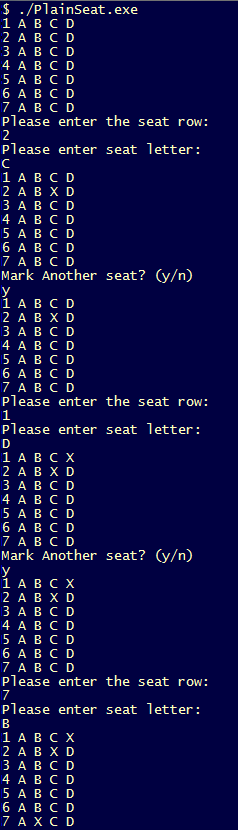 $ ./PlainSeat.exe
1 A B C D
2 A B C D
3 A B C D
4 A B C D
5 A B C D
6 A B C D
7 A B C D
Please enter the seat row:
2
Please enter seat letter:
C
1 A B C D
2 A B X D
3 A B C D
4 A B C D
5 A B C D
6 A B C D
7 A B C D
Mark Another seat? (y/n)
y
1 A B C D
2 A B X D
3 A B C D
4 A B C D
5 A B C D
6 A B C D
7 A B C D
Please enter the seat row:
1
Please enter seat letter:
D
1 A B C X
2 A B X D
3 A B C D
4 A B C D
5 A B C D
6 A B C D
7 A B C D
Mark Another seat? (y/n)
y
1 A B C X
2 A B X D
3 A B C D
4 A B C D
5 A B C D
6 A B C D
7 A B C D
Please enter the seat row:
7
Please enter seat letter:
B
1 A B C X
2 A B X D
3 A B C D
4 A B C D
5 A B C D
6 A B C D
7 A X C D